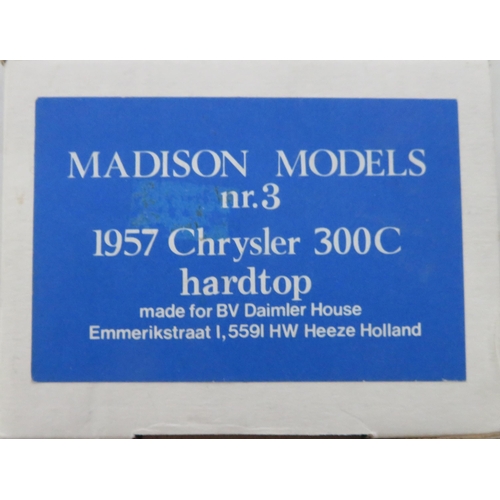 MADISON MODELS
nr.3
1957 Chrysler 300C
hardtop
made for BV Daimler House
Emmerikstraat 1, 5591 HW Heeze Holland